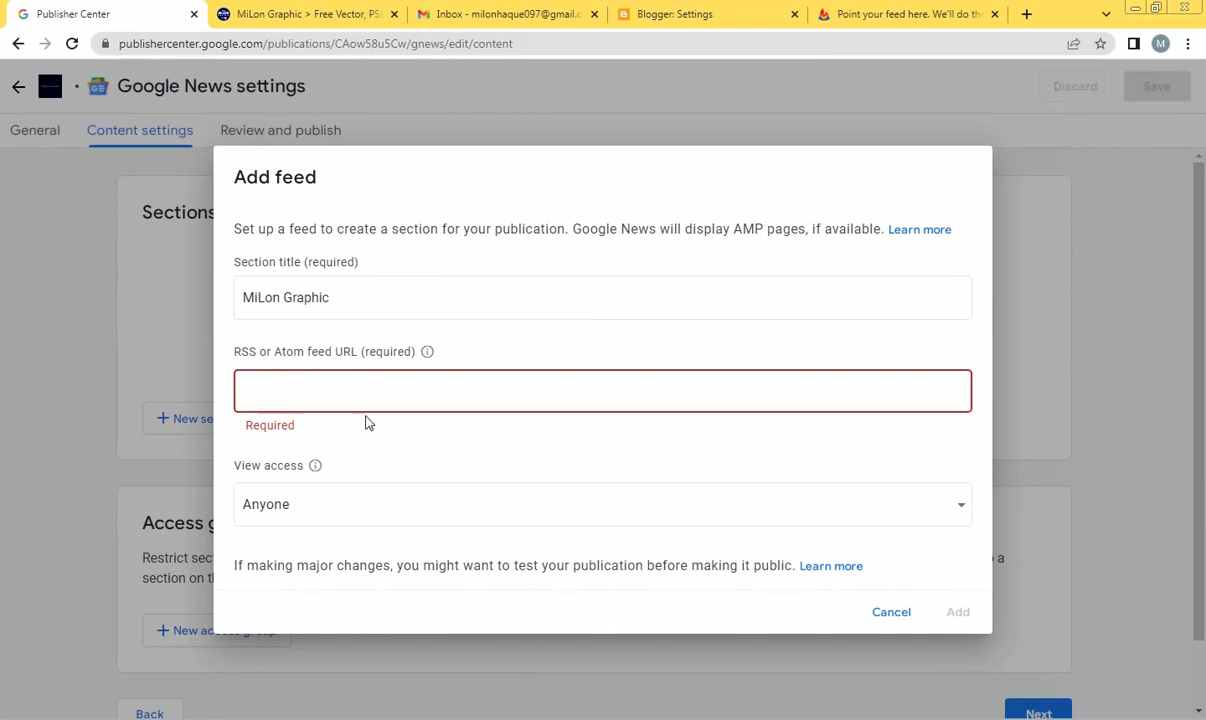 Publisher Center
MiLon Graphic > Free Vector, PS
Inbox - milonhaque097@gmail.c
Blogger: Settings
Point your feed here. We'll do the
publishercenter.google.com/publications/CAow58u5Cw/gnews/edit/content
M
Google News settings
Discard
Save
General
Content settings
Review and publish
Sections
Add feed
Set up a feed to create a section for your publication. Google News will display AMP pages, if available. Learn more
Section title (required)
MiLon Graphic
RSS or Atom feed URL (required)
Required
+ New se
View access
Anyone
Access g
Restrict sec
a
section on th
If making major changes, you might want to test your publication before making it public. Learn more
Cancel
Add
+ New access group
Back
Next